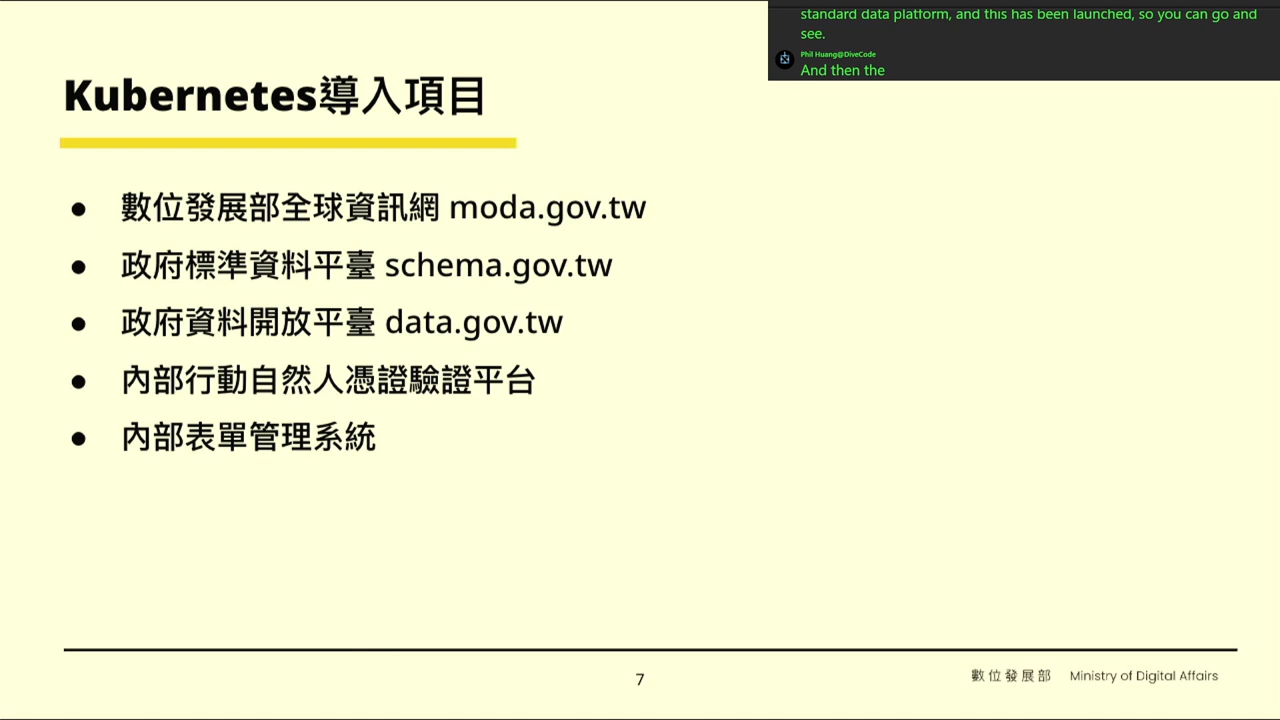 standard data platform, and this has been launched, so you can go and
see.
Phil Huang@DiveCode
And then the
Kubernetes導入項目
● 數位發展部全球資訊網 moda.gov.tw
● 政府標準資料平臺 schema.gov.tw
● 政府資料開放平臺 data.gov.tw
● 內部行動自然人憑證驗證平台
● 內部表單管理系統
7
數位發展部 Ministry of Digital Affairs